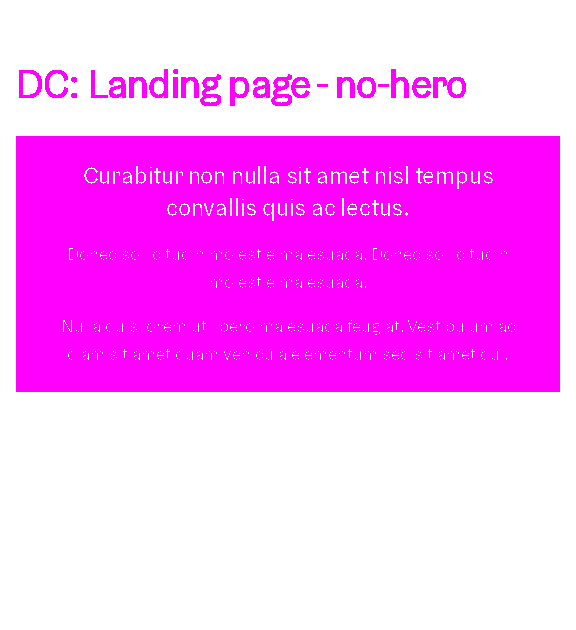 DC: Landing page - no-hero
Curabitur non nulla sit amet nisl tempus
convallis quis ac lectus.
Donec sollicitudin molestie malesuada. Donec sollicitudin
molestie malesuada.
Nulla quis lorem ut libero malesuada feugiat. Vestibulum ac
diam sit amet quam vehicula elementum sed sit amet dui.